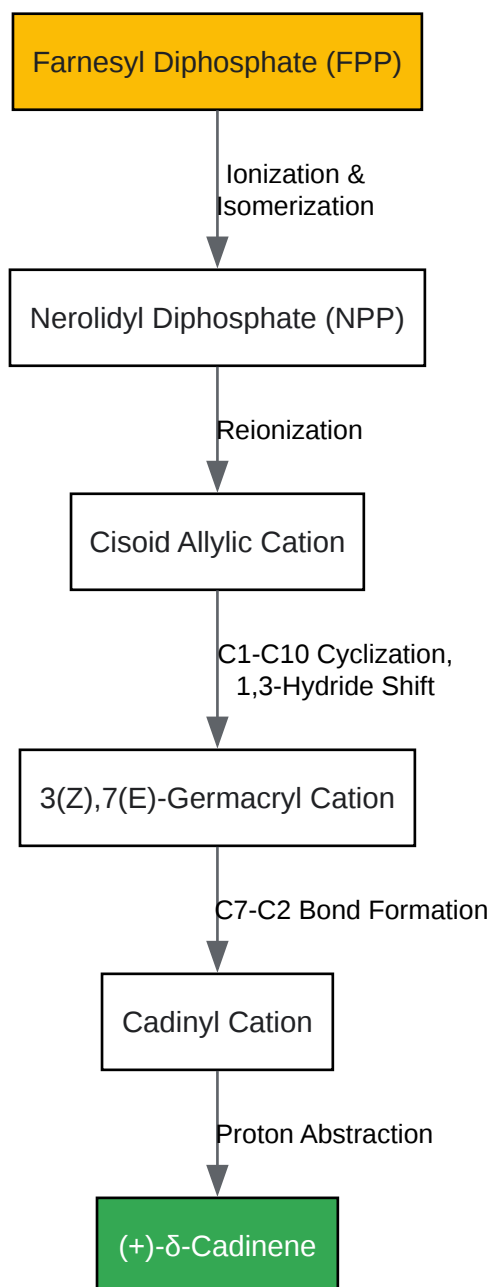 Farnesyl Diphosphate (FPP)
Ionization &
Isomerization
Nerolidyl Diphosphate (NPP)
Reionization
Cisoid Allylic Cation
C1-C10 Cyclization,
1,3-Hydride Shift
3(Z),7(E)-Germacryl Cation
C7-C2 Bond Formation
Cadinyl Cation
Proton Abstraction
(+)-δ-Cadinene